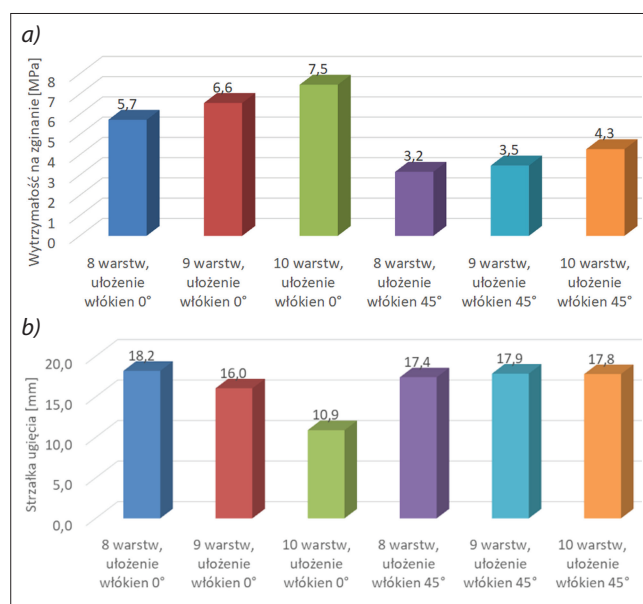 a)
Wytrzymałość na zginanie [MPa]
8
7
6
5
4
3
2
1
0
5,7
6,6
7,5
3,2
3,5
4,3
8 warstw, ułożenie włókien 0°
9 warstw, ułożenie włókien 0°
10 warstw, ułożenie włókien 0°
8 warstw, ułożenie włókien 45°
9 warstw, ułożenie włókien 45°
10 warstw, ułożenie włókien 45°
b)
Strzałka ugięcia [mm]
20,0
15,0
10,0
5,0
0,0
18,2
16,0
10,9
17,4
17,9
17,8
8 warstw, ułożenie włókien 0°
9 warstw, ułożenie włókien 0°
10 warstw, ułożenie włókien 0°
8 warstw, ułożenie włókien 45°
9 warstw, ułożenie włókien 45°
10 warstw, ułożenie włókien 45°